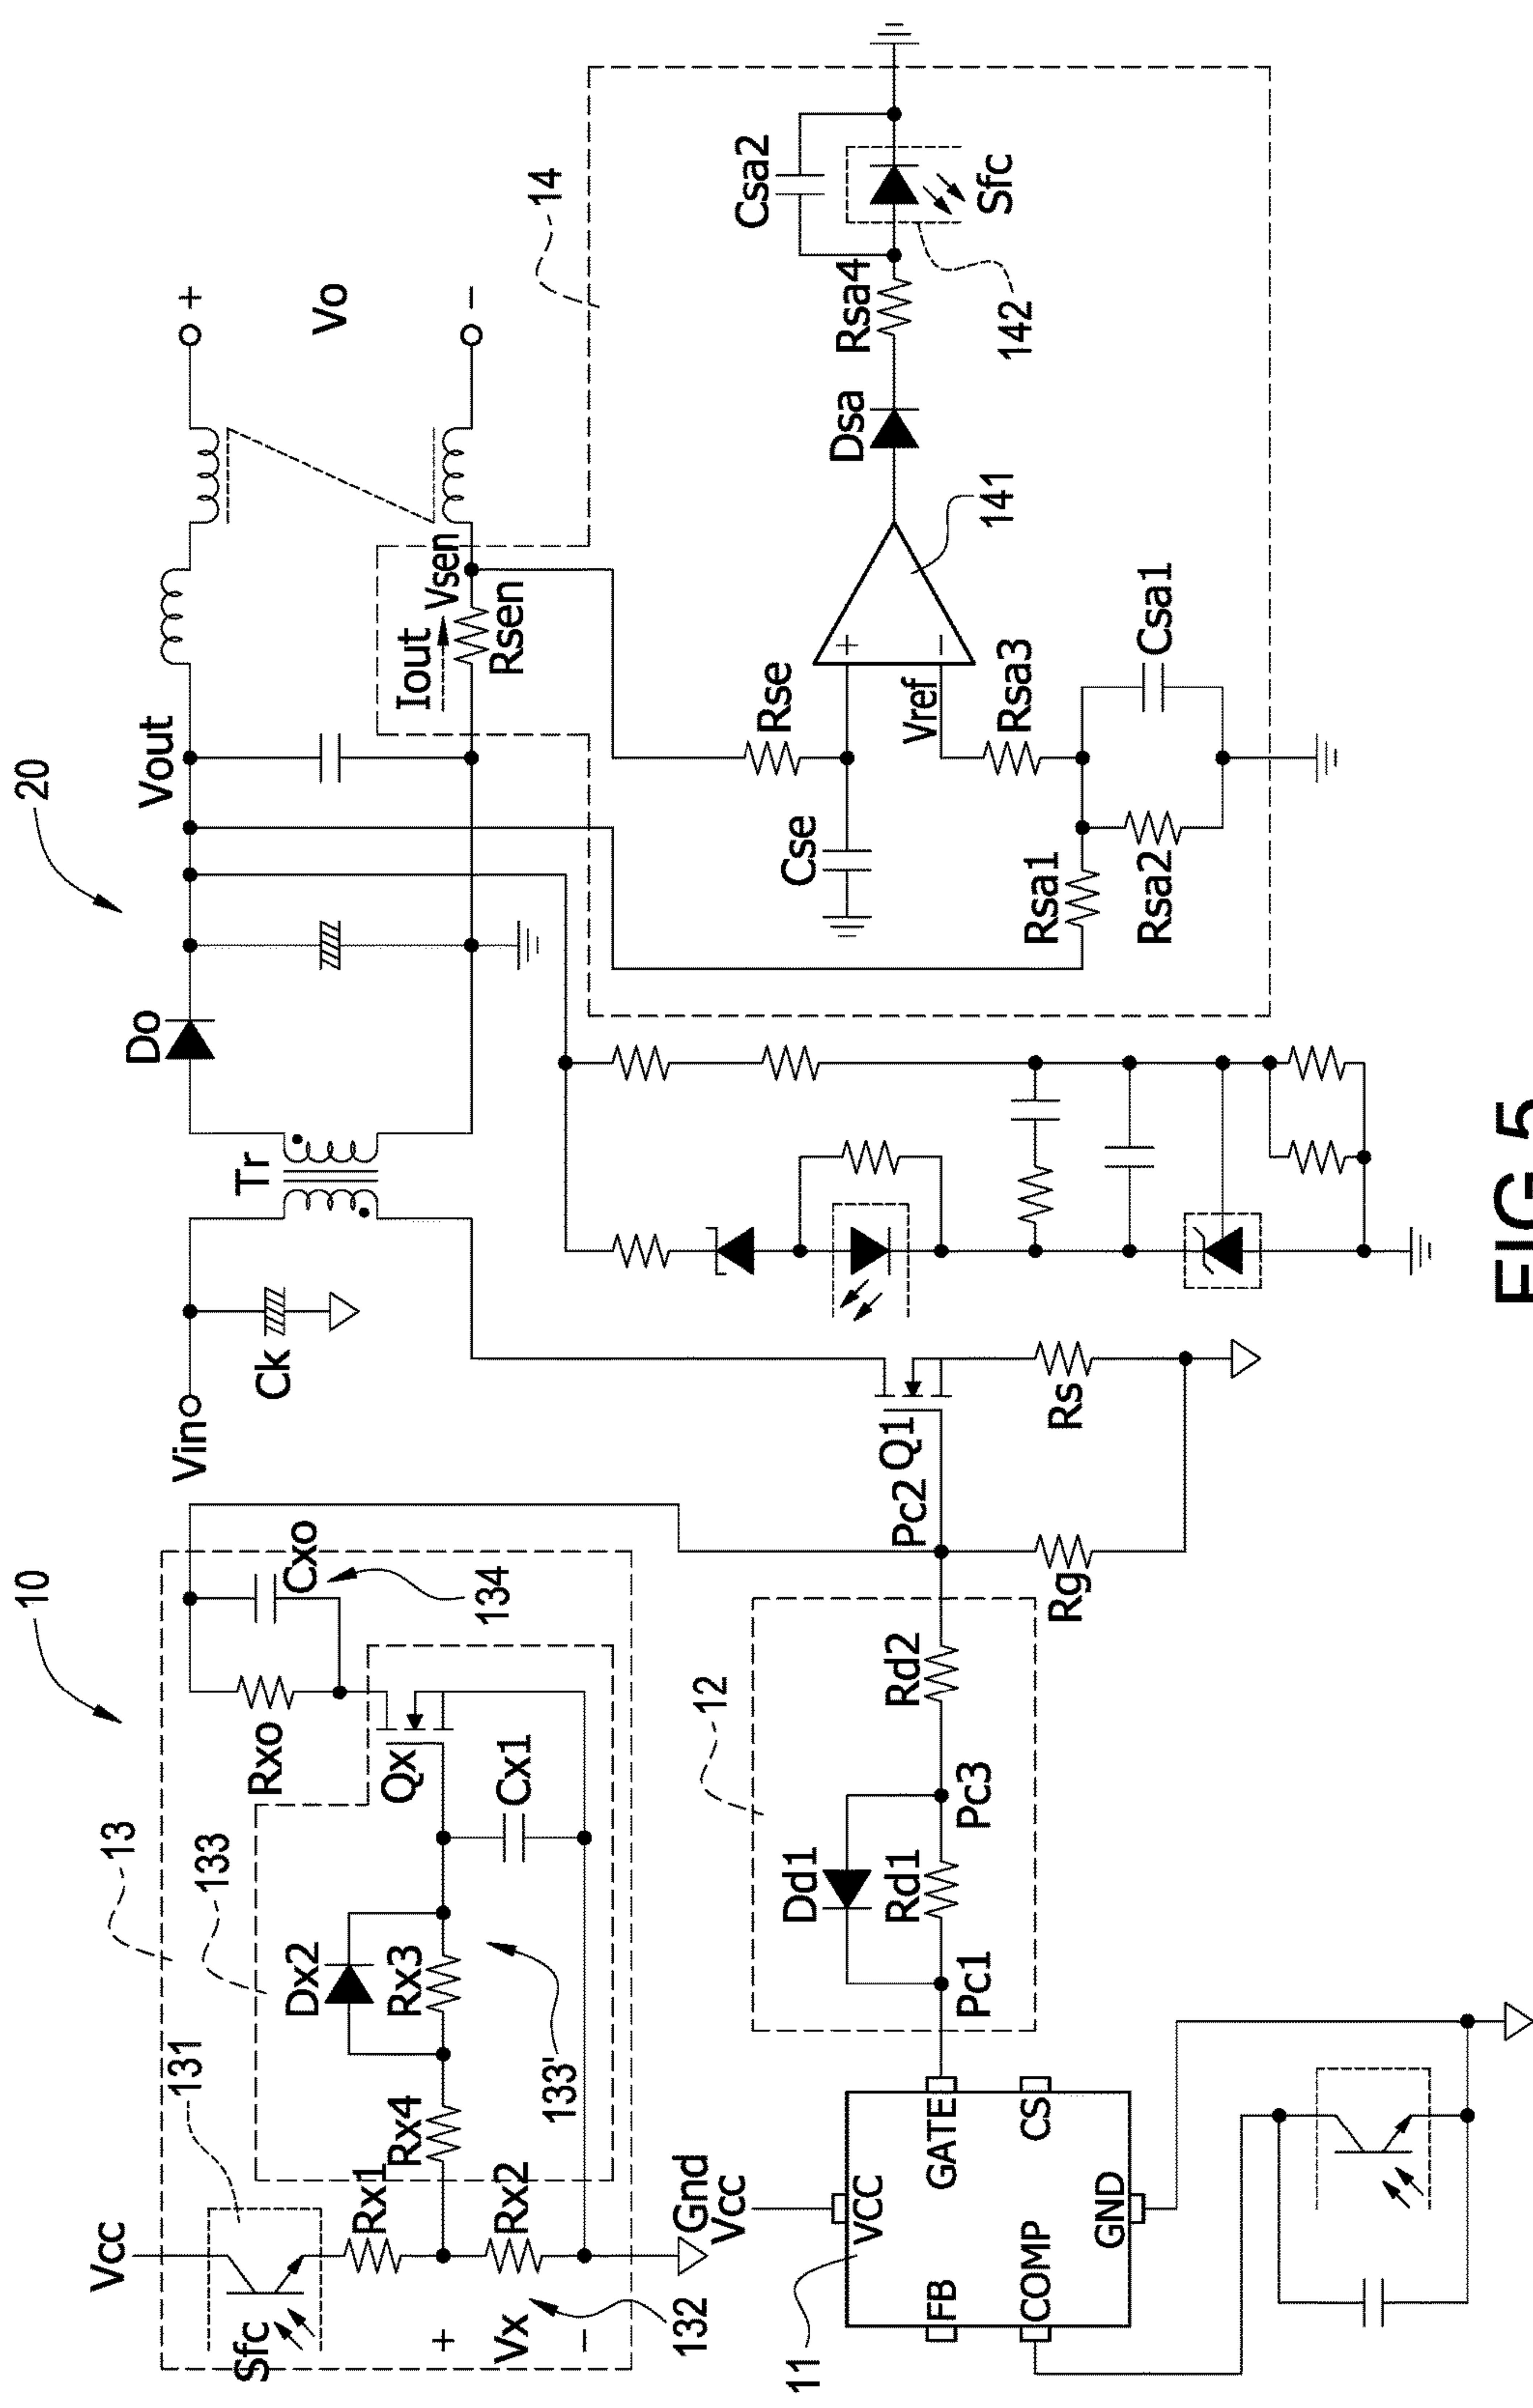 10
20
Vcc
131
13
133
Sfc
Rx1
Rx4
Dx2
Rx3
133'
Rx2
+
Vx
−
132
Gnd
Rxo
Cxo
134
Qx
Cx1
Vin
Ck
Tr
Do
Vout
Iout
Vsen
Rsen
+
Vo
−
14
Vcc
11
VCC
FB
COMP
GATE
CS
GND
12
Pc1
Dd1
Rd1
Pc3
Rd2
Pc2
Q1
Rg
Rs
Cse
Rse
+
−
Vref
141
Rsa1
Rsa2
Rsa3
Csa1
Dsa
Rsa4
Csa2
Sfc
142
FIG.5